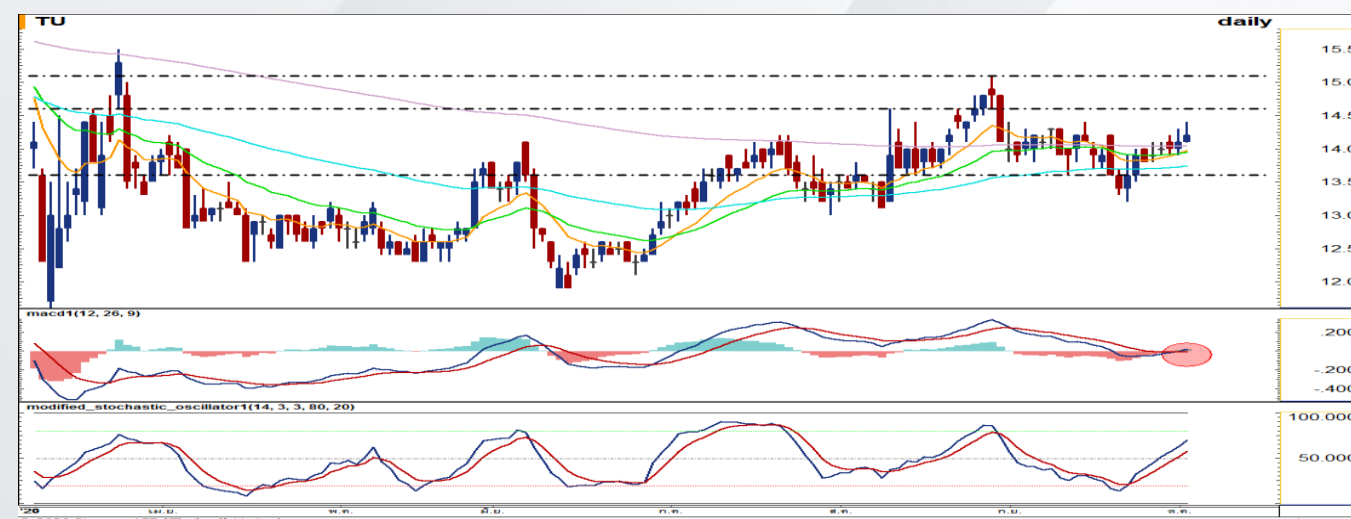 TU
daily
15.5
15.0
14.5
14.0
13.5
13.0
12.5
12.0
macd1(12, 26, 9)
.200
-.200
-.400
modified_stochastic_oscillator1(14, 3, 3, 80, 20)
100.000
50.000
'20 เม.ย. พ.ค. มิ.ย. ก.ค. ส.ค. ก.ย. ต.ค.